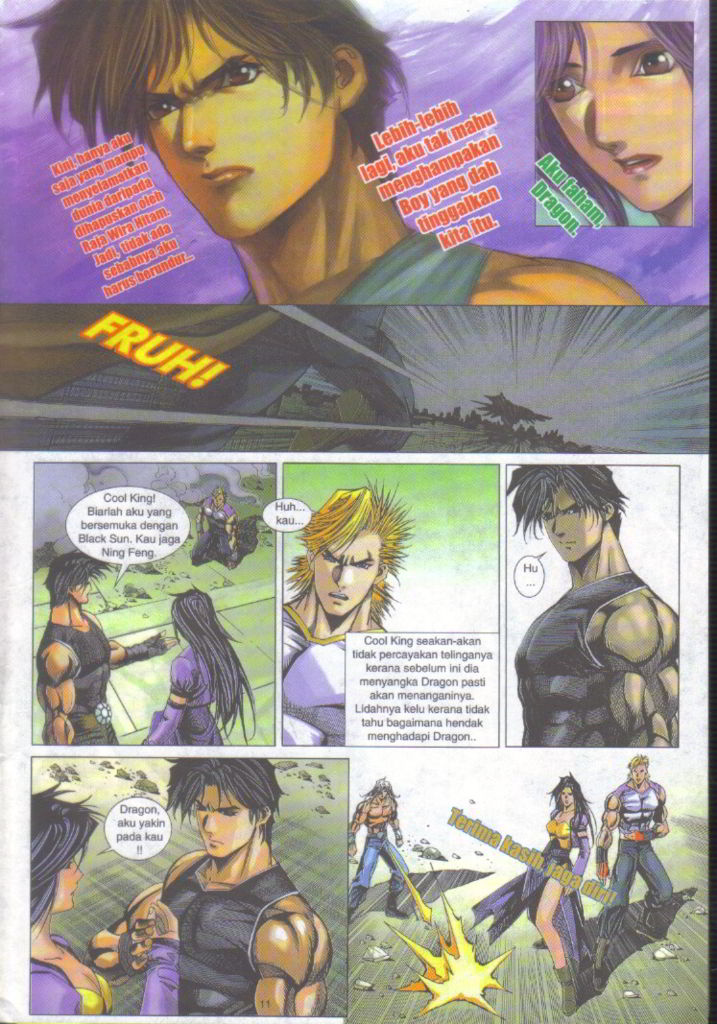 Kini, hanya aku
saja yang mampu
menyelamatkan
dunia daripada
dihapuskan oleh
Raja Wira Hitam.
Jadi, tidak ada
sebabnya aku
harus berundur...
Lebih-lebih
lagi, aku tak mahu
menghampakan
Roy yang dah
tinggalkan
kita itu.
Aku faham,
Dragon.
FRUH!
Cool King!
Biarlah aku yang
bersemuka dengan
Black Sun. Kau jaga
Ning Feng.
Huh...
kau...
Cool King seakan-akan
tidak percayakan telinganya
kerana sebelum ini dia
menyangka Dragon pasti
akan menanganinya.
Lidahnya kelu kerana tidak
tahu bagaimana hendak
menghadapi Dragon..
Hu
...
Dragon,
aku yakin
pada kau
!!
Terima kasih jaga diri!
11